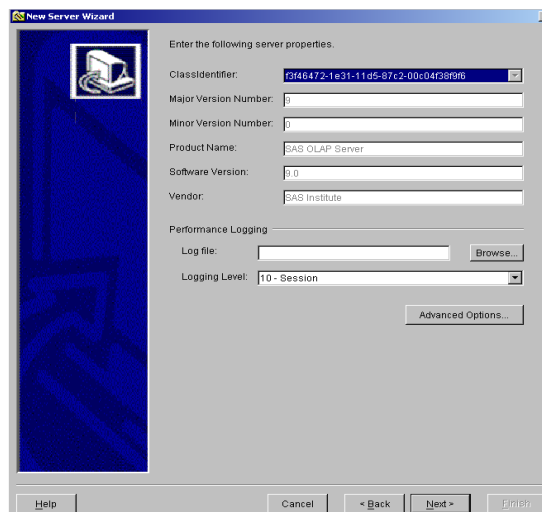 New Server Wizard
Enter the following server properties.
ClassIdentifier: f3f46472-1e31-11d5-87c2-00c04f38f9f6
Major Version Number: 9
Minor Version Number: 0
Product Name: SAS OLAP Server
Software Version: 9.0
Vendor: SAS Institute
Performance Logging
Log file: Browse...
Logging Level: 10 - Session
Advanced Options...
Help Cancel < Back Next > Finish